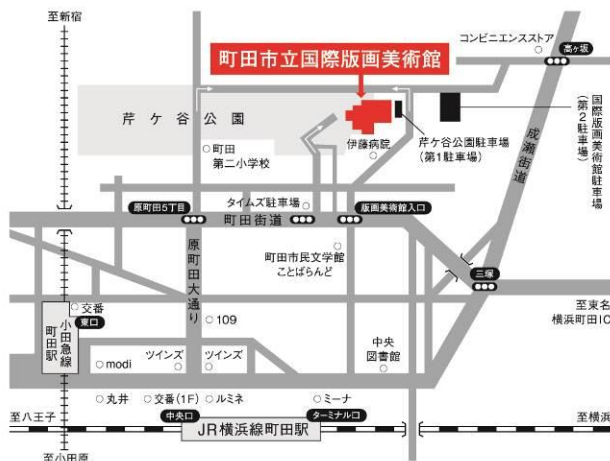 至新宿
コンビニエンスストア
高ヶ坂
町田市立国際版画美術館
芹ケ谷公園
伊藤病院
芹ケ谷公園駐車場
(第1駐車場)
国際版画美術館駐車場
(第2駐車場)
成瀬街道
町田
第二小学校
タイムズ駐車場
原町田5丁目
町田街道
版画美術館入口
原町田大通り
町田市民文学館
ことばらんど
三塚
至東名
横浜町田IC
交番
東口
小田急線
町田駅
109
中央
図書館
modi
ツインズ
ツインズ
丸井
交番(1F)
ルミネ
ミーナ
至八王子
中央口
ターミナル口
至横浜
JR横浜線町田駅
至小田原